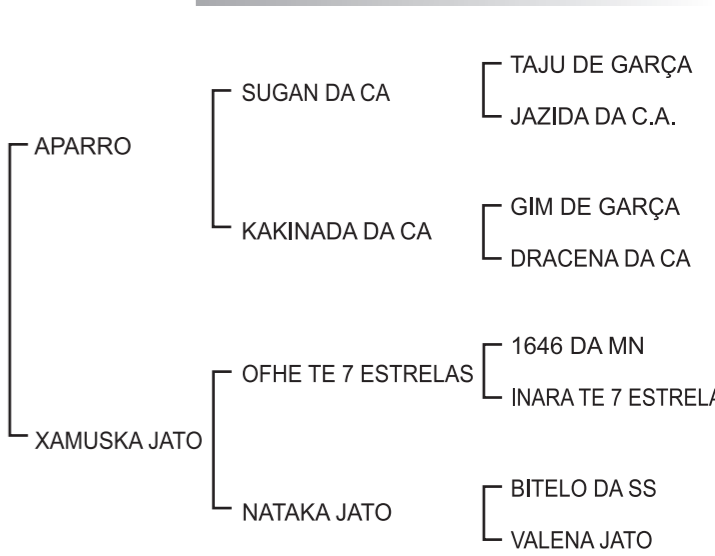 TAJU DE GARÇA
SUGAN DA CA
JAZIDA DA C.A.
APARRO
GIM DE GARÇA
KAKINADA DA CA
DRACENA DA CA
1646 DA MN
OFHE TE 7 ESTRELAS
INARA TE 7 ESTRELA
XAMUSKA JATO
BITELO DA SS
NATAKA JATO
VALENA JATO